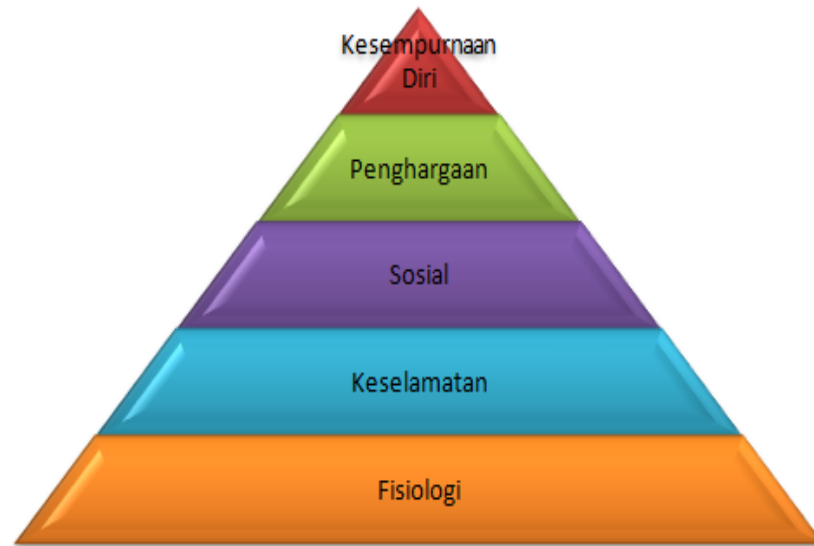 Kesempurnaan
Diri
Penghargaan
Sosial
Keselamatan
Fisiologi